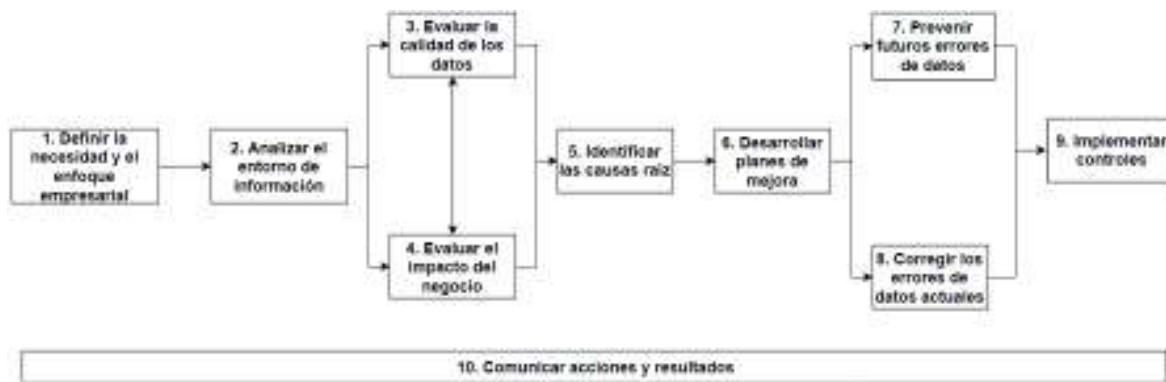 1. Definir la
necesidad y el
enfoque
empresarial
2. Analizar el
entorno de
información
3. Evaluar la
calidad de los
datos
4. Evaluar el
impacto del
negocio
5. Identificar
las causas raíz
6. Desarrollar
planes de
mejora
7. Prevenir
futuros errores
de datos
8. Corregir los
errores de
datos actuales
9. Implementar
controles
10. Comunicar acciones y resultados